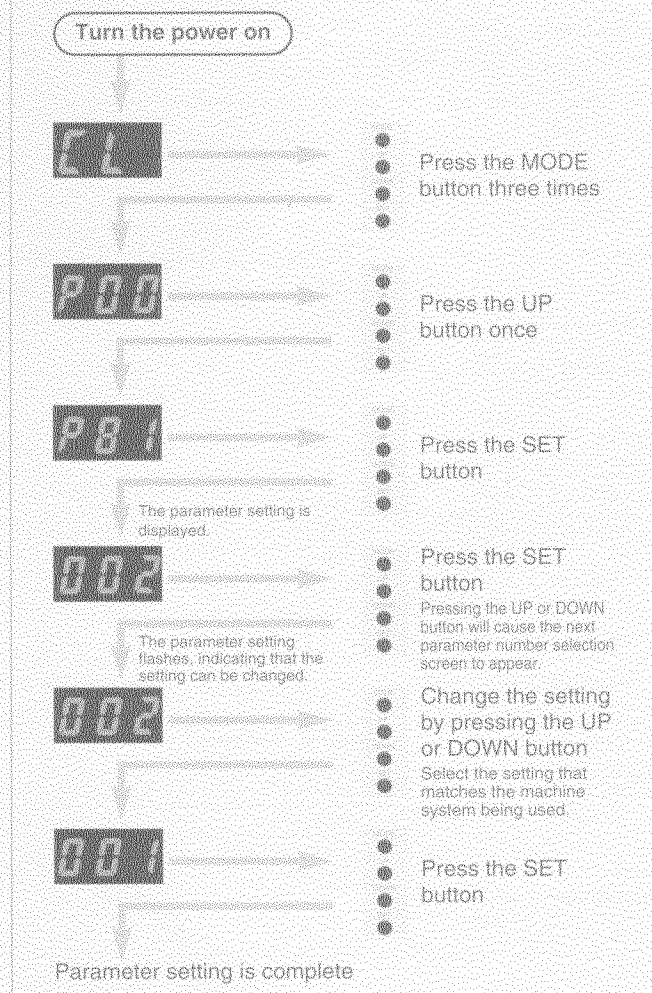 Turn the power on
CL
Press the MODE
button three times
P00
Press the UP
button once
P81
Press the SET
button
The parameter setting is
displayed.
002
Press the SET
button
Pressing the UP or DOWN
button will cause the next
parameter number selection
screen to appear.
The parameter setting
flashes, indicating that the
setting can be changed.
002
Change the setting
by pressing the UP
or DOWN button
Select the setting that
matches the machine
system being used.
001
Press the SET
button
Parameter setting is complete